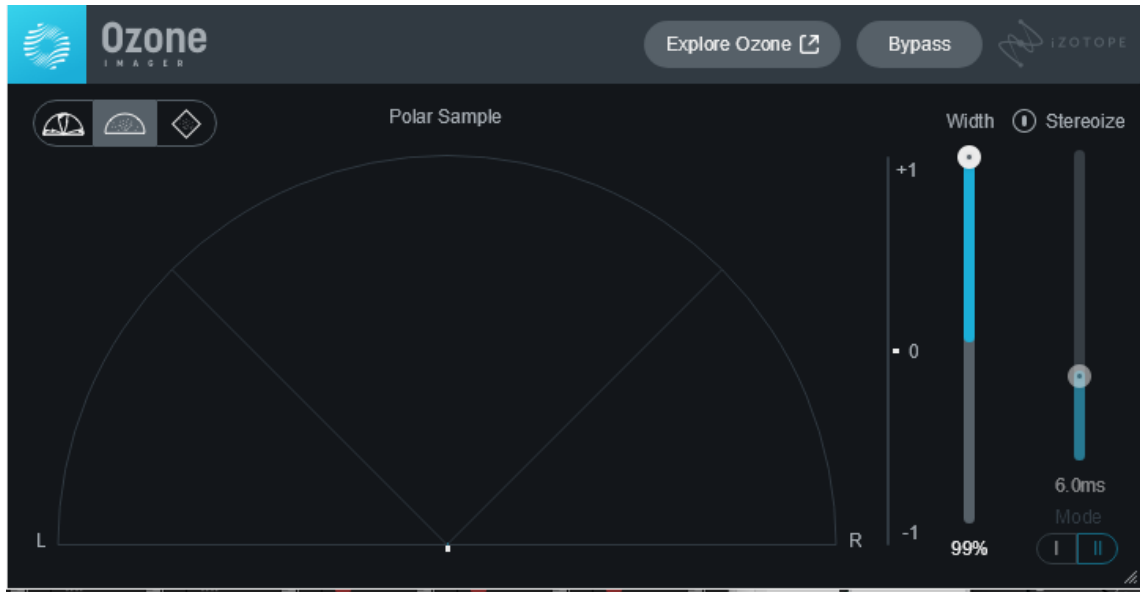 Ozone
IMAGER
Explore Ozone
Bypass
iZOTOPE
Polar Sample
Width
Stereoize
+1
0
-1
L
R
99%
6.0ms
Mode
I
II